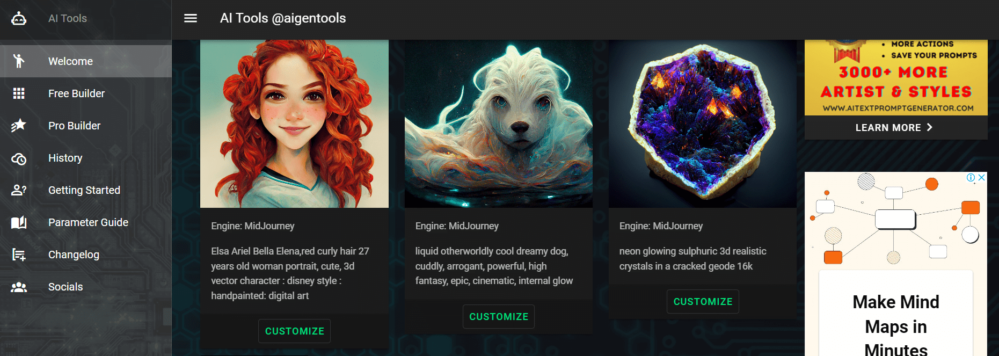 AI Tools
Welcome
Free Builder
Pro Builder
History
Getting Started
Parameter Guide
Changelog
Socials
AI Tools @aigentools
Engine: MidJourney
Elsa Ariel Bella Elena,red curly hair 27
years old woman portrait, cute, 3d
vector character : disney style :
handpainted: digital art
CUSTOMIZE
Engine: MidJourney
liquid otherworldly cool dreamy dog,
cuddly, arrogant, powerful, high
fantasy, epic, cinematic, internal glow
CUSTOMIZE
Engine: MidJourney
neon glowing sulphuric 3d realistic
crystals in a cracked geode 16k
CUSTOMIZE
• MORE ACTIONS
• SAVE YOUR PROMPTS
3000+ MORE
ARTIST & STYLES
WWW.AITEXTPROMPTGENERATOR.COM
LEARN MORE
Make Mind
Maps in
Minutes